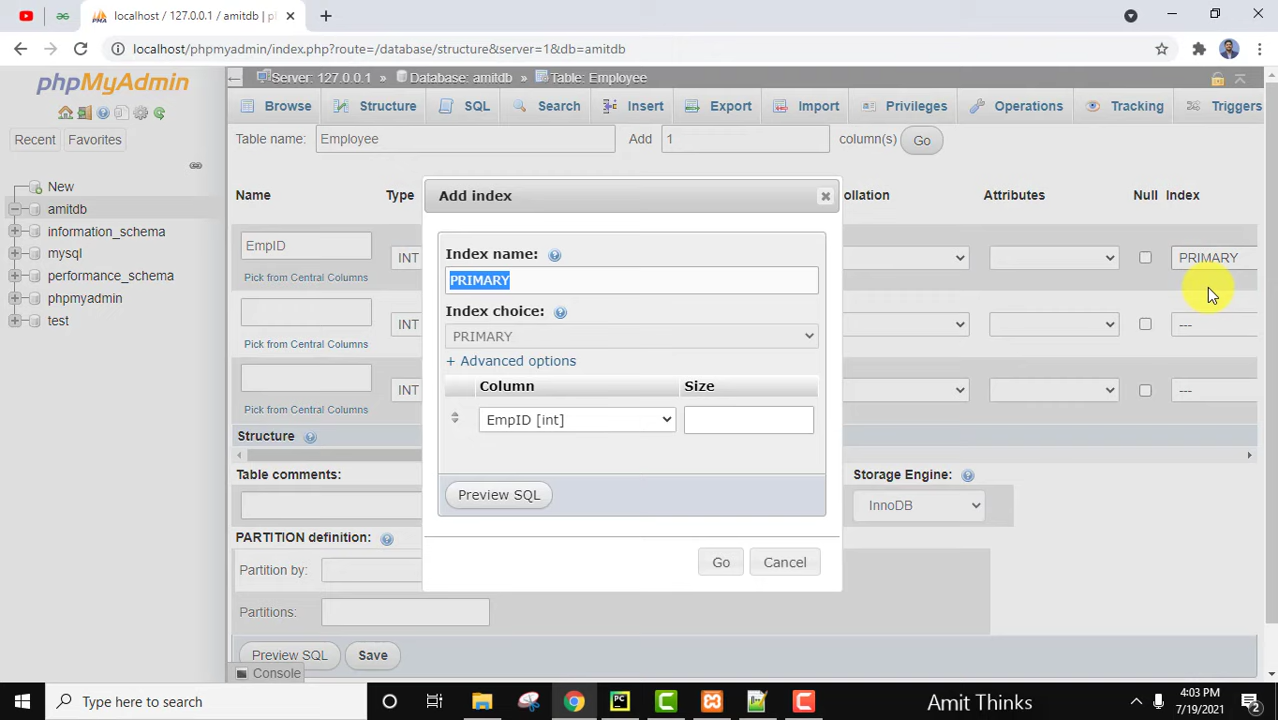 localhost / 127.0.0.1 / amitdb | p
localhost/phpmyadmin/index.php?route=/database/structure&server=1&db=amitdb
phpMyAdmin
Server: 127.0.0.1 » Database: amitdb » Table: Employee
Browse Structure SQL Search Insert Export Import Privileges Operations Tracking Triggers
Recent Favorites
Table name: Employee Add 1 column(s) Go
New
amitdb
information_schema
mysql
performance_schema
phpmyadmin
test
Name Type ollation Attributes Null Index
EmpID INT PRIMARY
Pick from Central Columns
INT ---
Pick from Central Columns
INT ---
Pick from Central Columns
Structure
Table comments: Storage Engine:
InnoDB
PARTITION definition:
Partition by:
Partitions:
Preview SQL Save
Console
Add index
Index name:
PRIMARY
Index choice:
PRIMARY
+ Advanced options
Column Size
EmpID [int]
Preview SQL
Go Cancel
Type here to search
PC
Amit Thinks
4:03 PM
7/19/2021
2